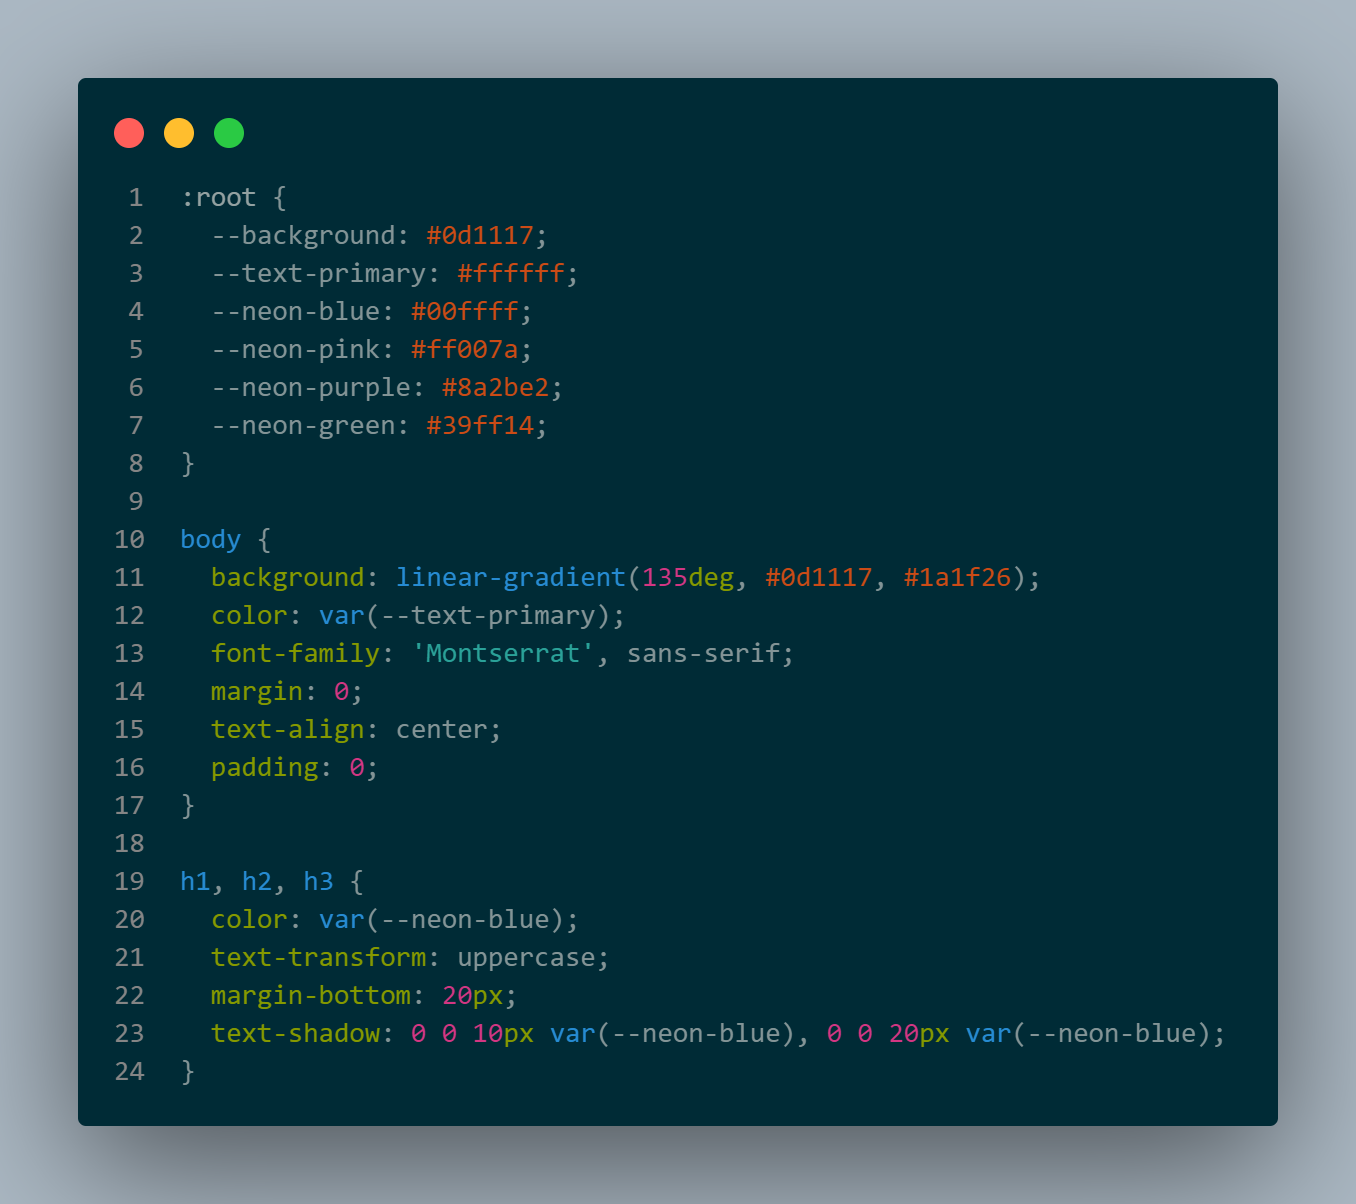 1 :root {
2   --background: #0d1117;
3   --text-primary: #ffffff;
4   --neon-blue: #00ffff;
5   --neon-pink: #ff007a;
6   --neon-purple: #8a2be2;
7   --neon-green: #39ff14;
8 }
9
10 body {
11   background: linear-gradient(135deg, #0d1117, #1a1f26);
12   color: var(--text-primary);
13   font-family: 'Montserrat', sans-serif;
14   margin: 0;
15   text-align: center;
16   padding: 0;
17 }
18
19 h1, h2, h3 {
20   color: var(--neon-blue);
21   text-transform: uppercase;
22   margin-bottom: 20px;
23   text-shadow: 0 0 10px var(--neon-blue), 0 0 20px var(--neon-blue);
24 }